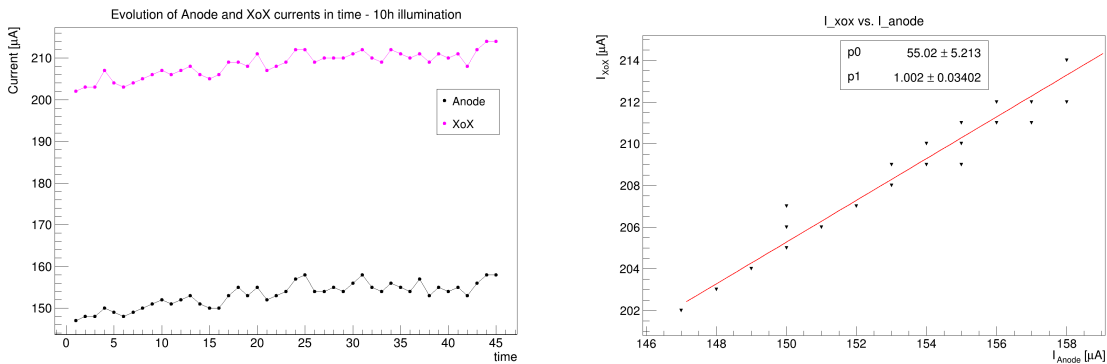 Evolution of Anode and XoX currents in time - 10h illumination
Current [µA]
210
200
190
180
170
160
150
Anode
XoX
0 5 10 15 20 25 30 35 40 45
time
I_xox vs. I_anode
I_XoX [µA]
p0 55.02 ± 5.213
p1 1.002 ± 0.03402
214
212
210
208
206
204
202
146 148 150 152 154 156 158
I_Anode [µA]